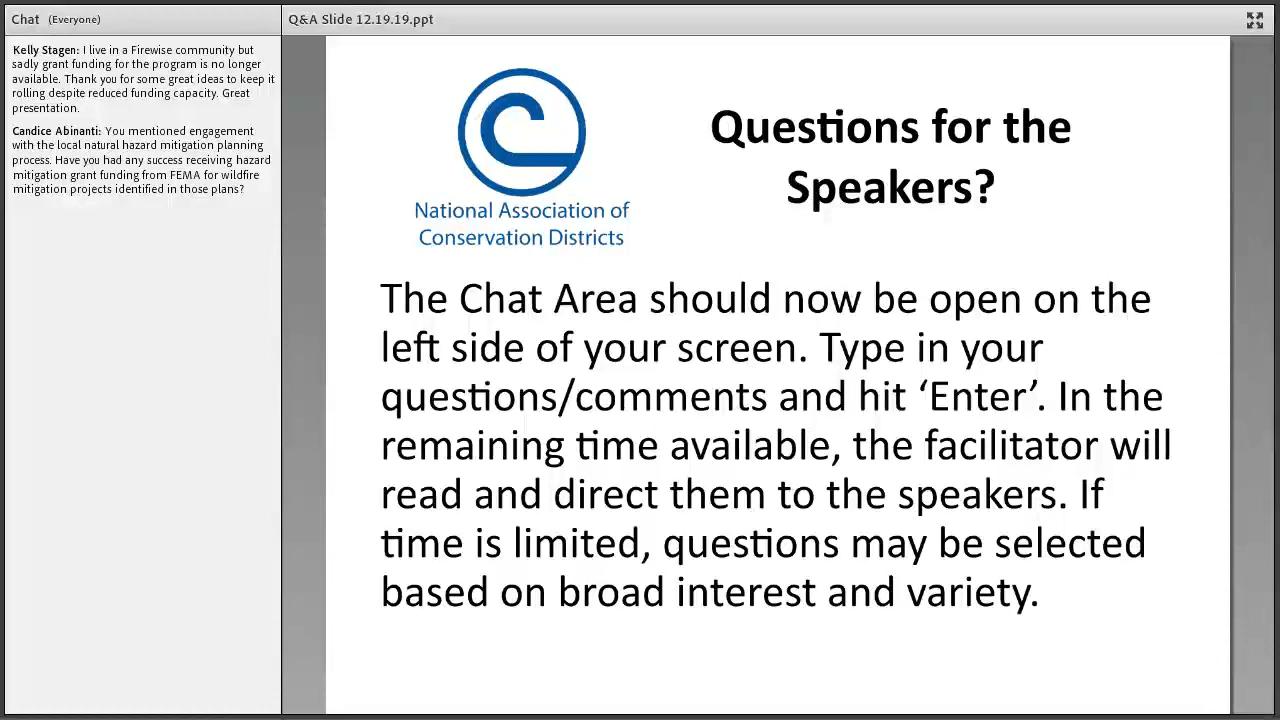 Chat (Everyone)
Kelly Stagen: I live in a Firewise community but
sadly grant funding for the program is no longer
available. Thank you for some great ideas to keep it
rolling despite reduced funding capacity. Great
presentation.
Candice Abinanti: You mentioned engagement
with the local natural hazard mitigation planning
process. Have you had any success receiving hazard
mitigation grant funding from FEMA for wildfire
mitigation projects identified in those plans?
Q&A Slide 12.19.19.ppt
National Association of
Conservation Districts
Questions for the
Speakers?
The Chat Area should now be open on the
left side of your screen. Type in your
questions/comments and hit ‘Enter’. In the
remaining time available, the facilitator will
read and direct them to the speakers. If
time is limited, questions may be selected
based on broad interest and variety.